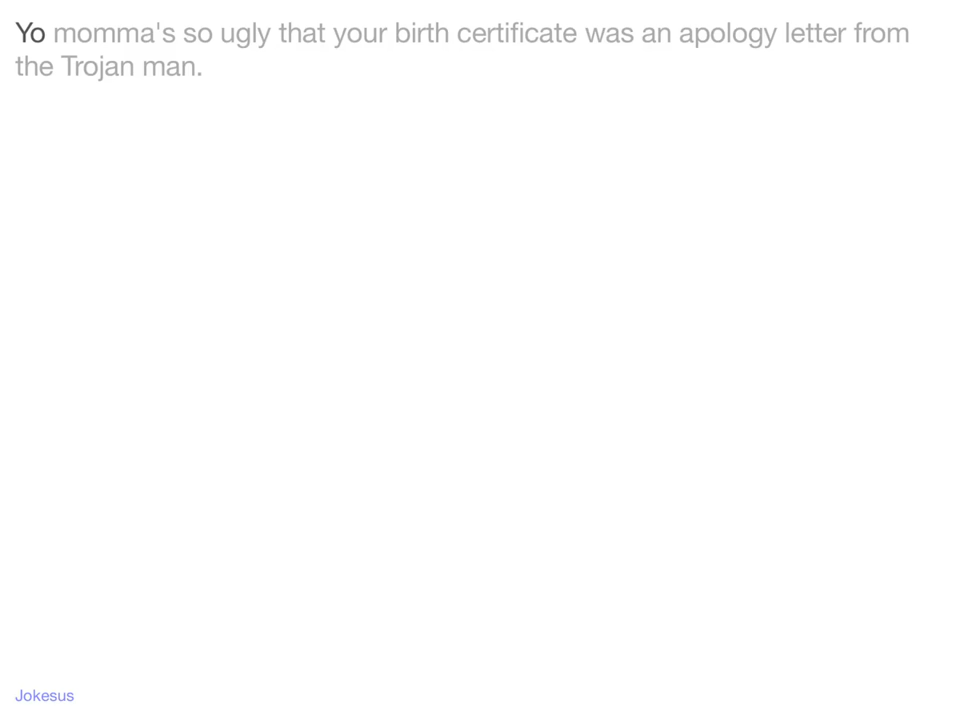 Yo momma's so ugly that your birth certificate was an apology letter from
the Trojan man.
Jokesus